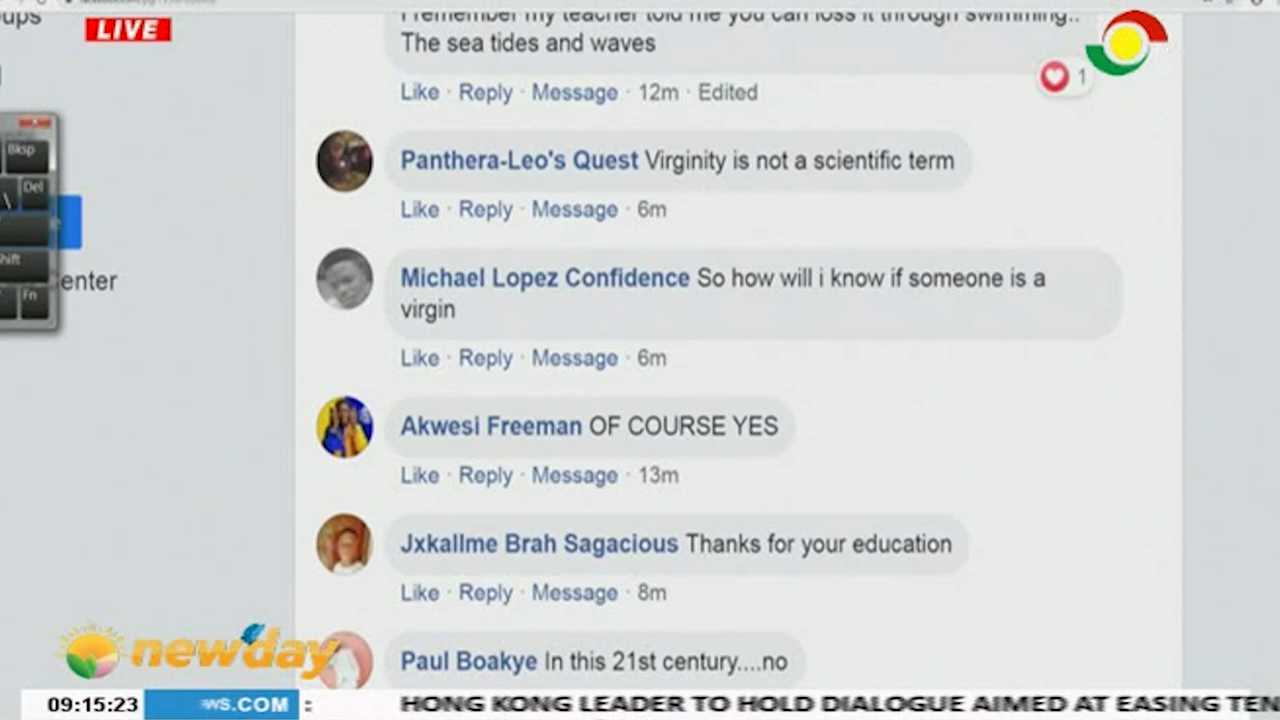 LIVE
I remember my teacher told me you can loss it through swimming..
The sea tides and waves
1
Like · Reply · Message · 12m · Edited
Bksp
Panthera-Leo's Quest Virginity is not a scientific term
Del
\
Like · Reply · Message · 6m
Michael Lopez Confidence So how will i know if someone is a
virgin
enter
Fn
Like · Reply · Message · 6m
Akwesi Freeman OF COURSE YES
Like · Reply · Message · 13m
Jxkallme Brah Sagacious Thanks for your education
Like · Reply · Message · 8m
newday
Paul Boakye In this 21st century....no
09:15:23
WS.COM
: HONG KONG LEADER TO HOLD DIALOGUE AIMED AT EASING TEN